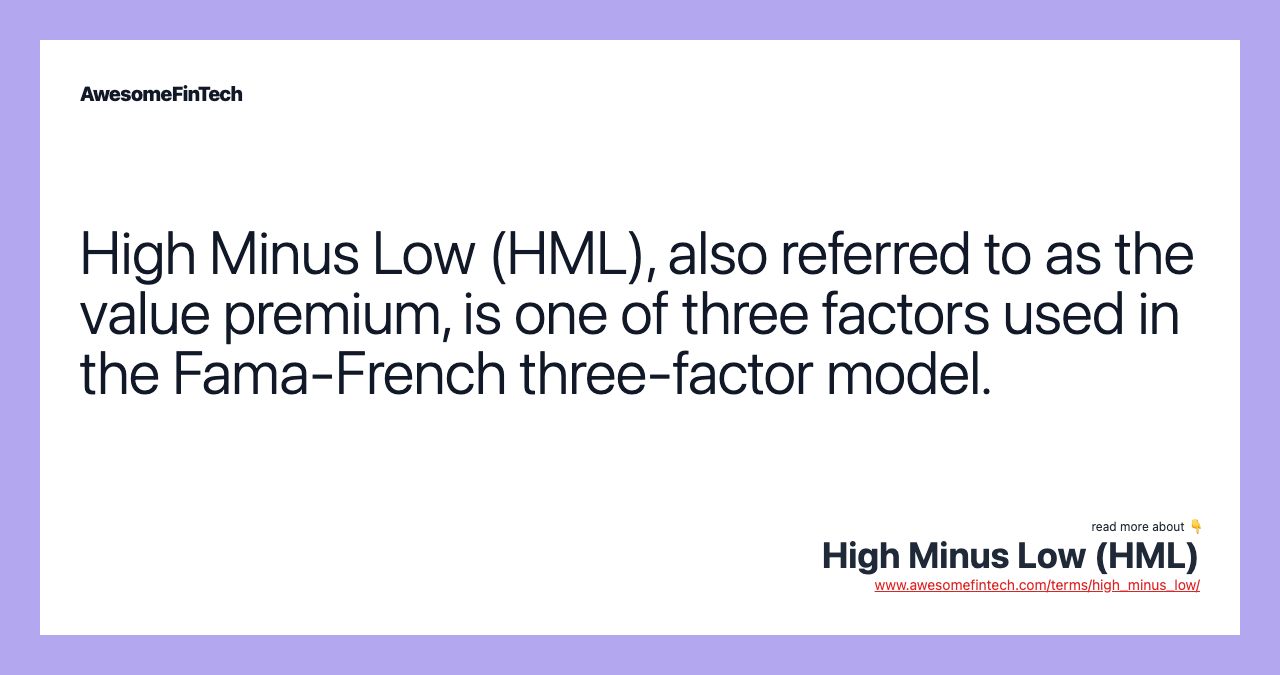 AwesomeFinTech
High Minus Low (HML), also referred to as the
value premium, is one of three factors used in
the Fama-French three-factor model.
read more about 👇
High Minus Low (HML)
www.awesomefintech.com/terms/high_minus_low/